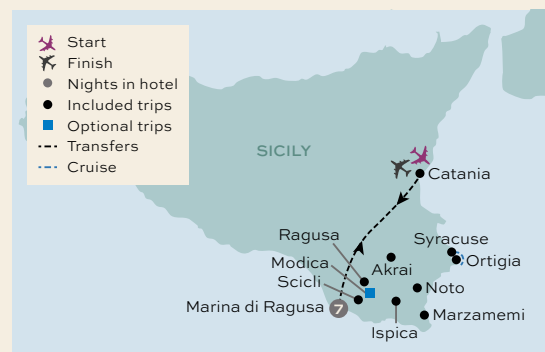 Start
Finish
Nights in hotel
Included trips
Optional trips
Transfers
Cruise
SICILY
Catania
Ragusa
Syracuse
Modica
Akrai
Ortigia
Scicli
Noto
Marina di Ragusa 7
Marzamemi
Ispica